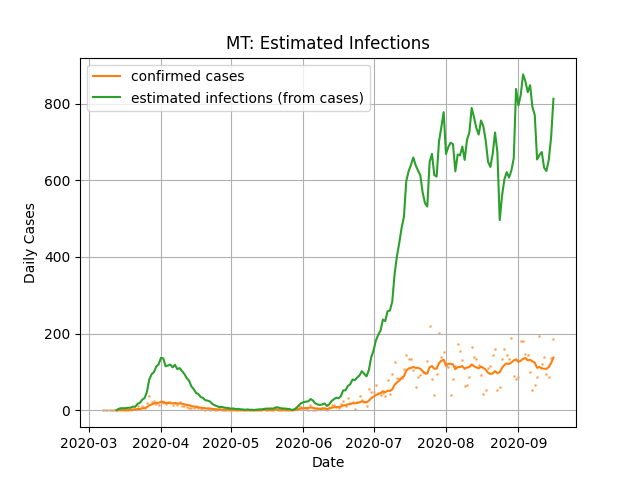 MT: Estimated Infections
confirmed cases
estimated infections (from cases)
Daily Cases
800
600
400
200
0
2020-03 2020-04 2020-05 2020-06 2020-07 2020-08 2020-09
Date